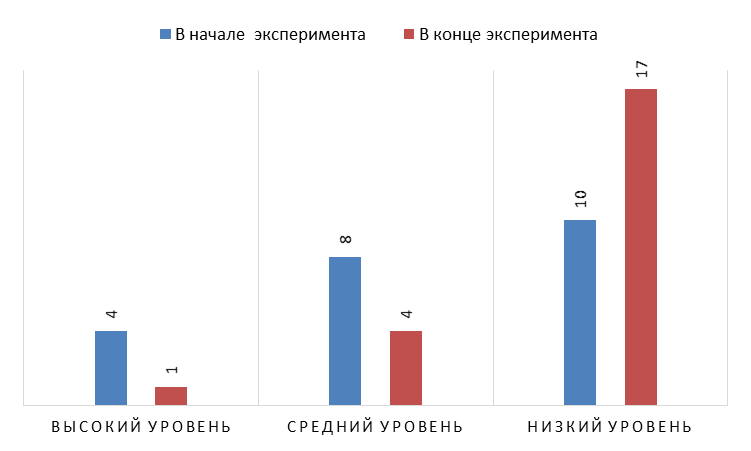 В начале эксперимента
В конце эксперимента
4
1
8
4
10
17
ВЫСОКИЙ УРОВЕНЬ
СРЕДНИЙ УРОВЕНЬ
НИЗКИЙ УРОВЕНЬ